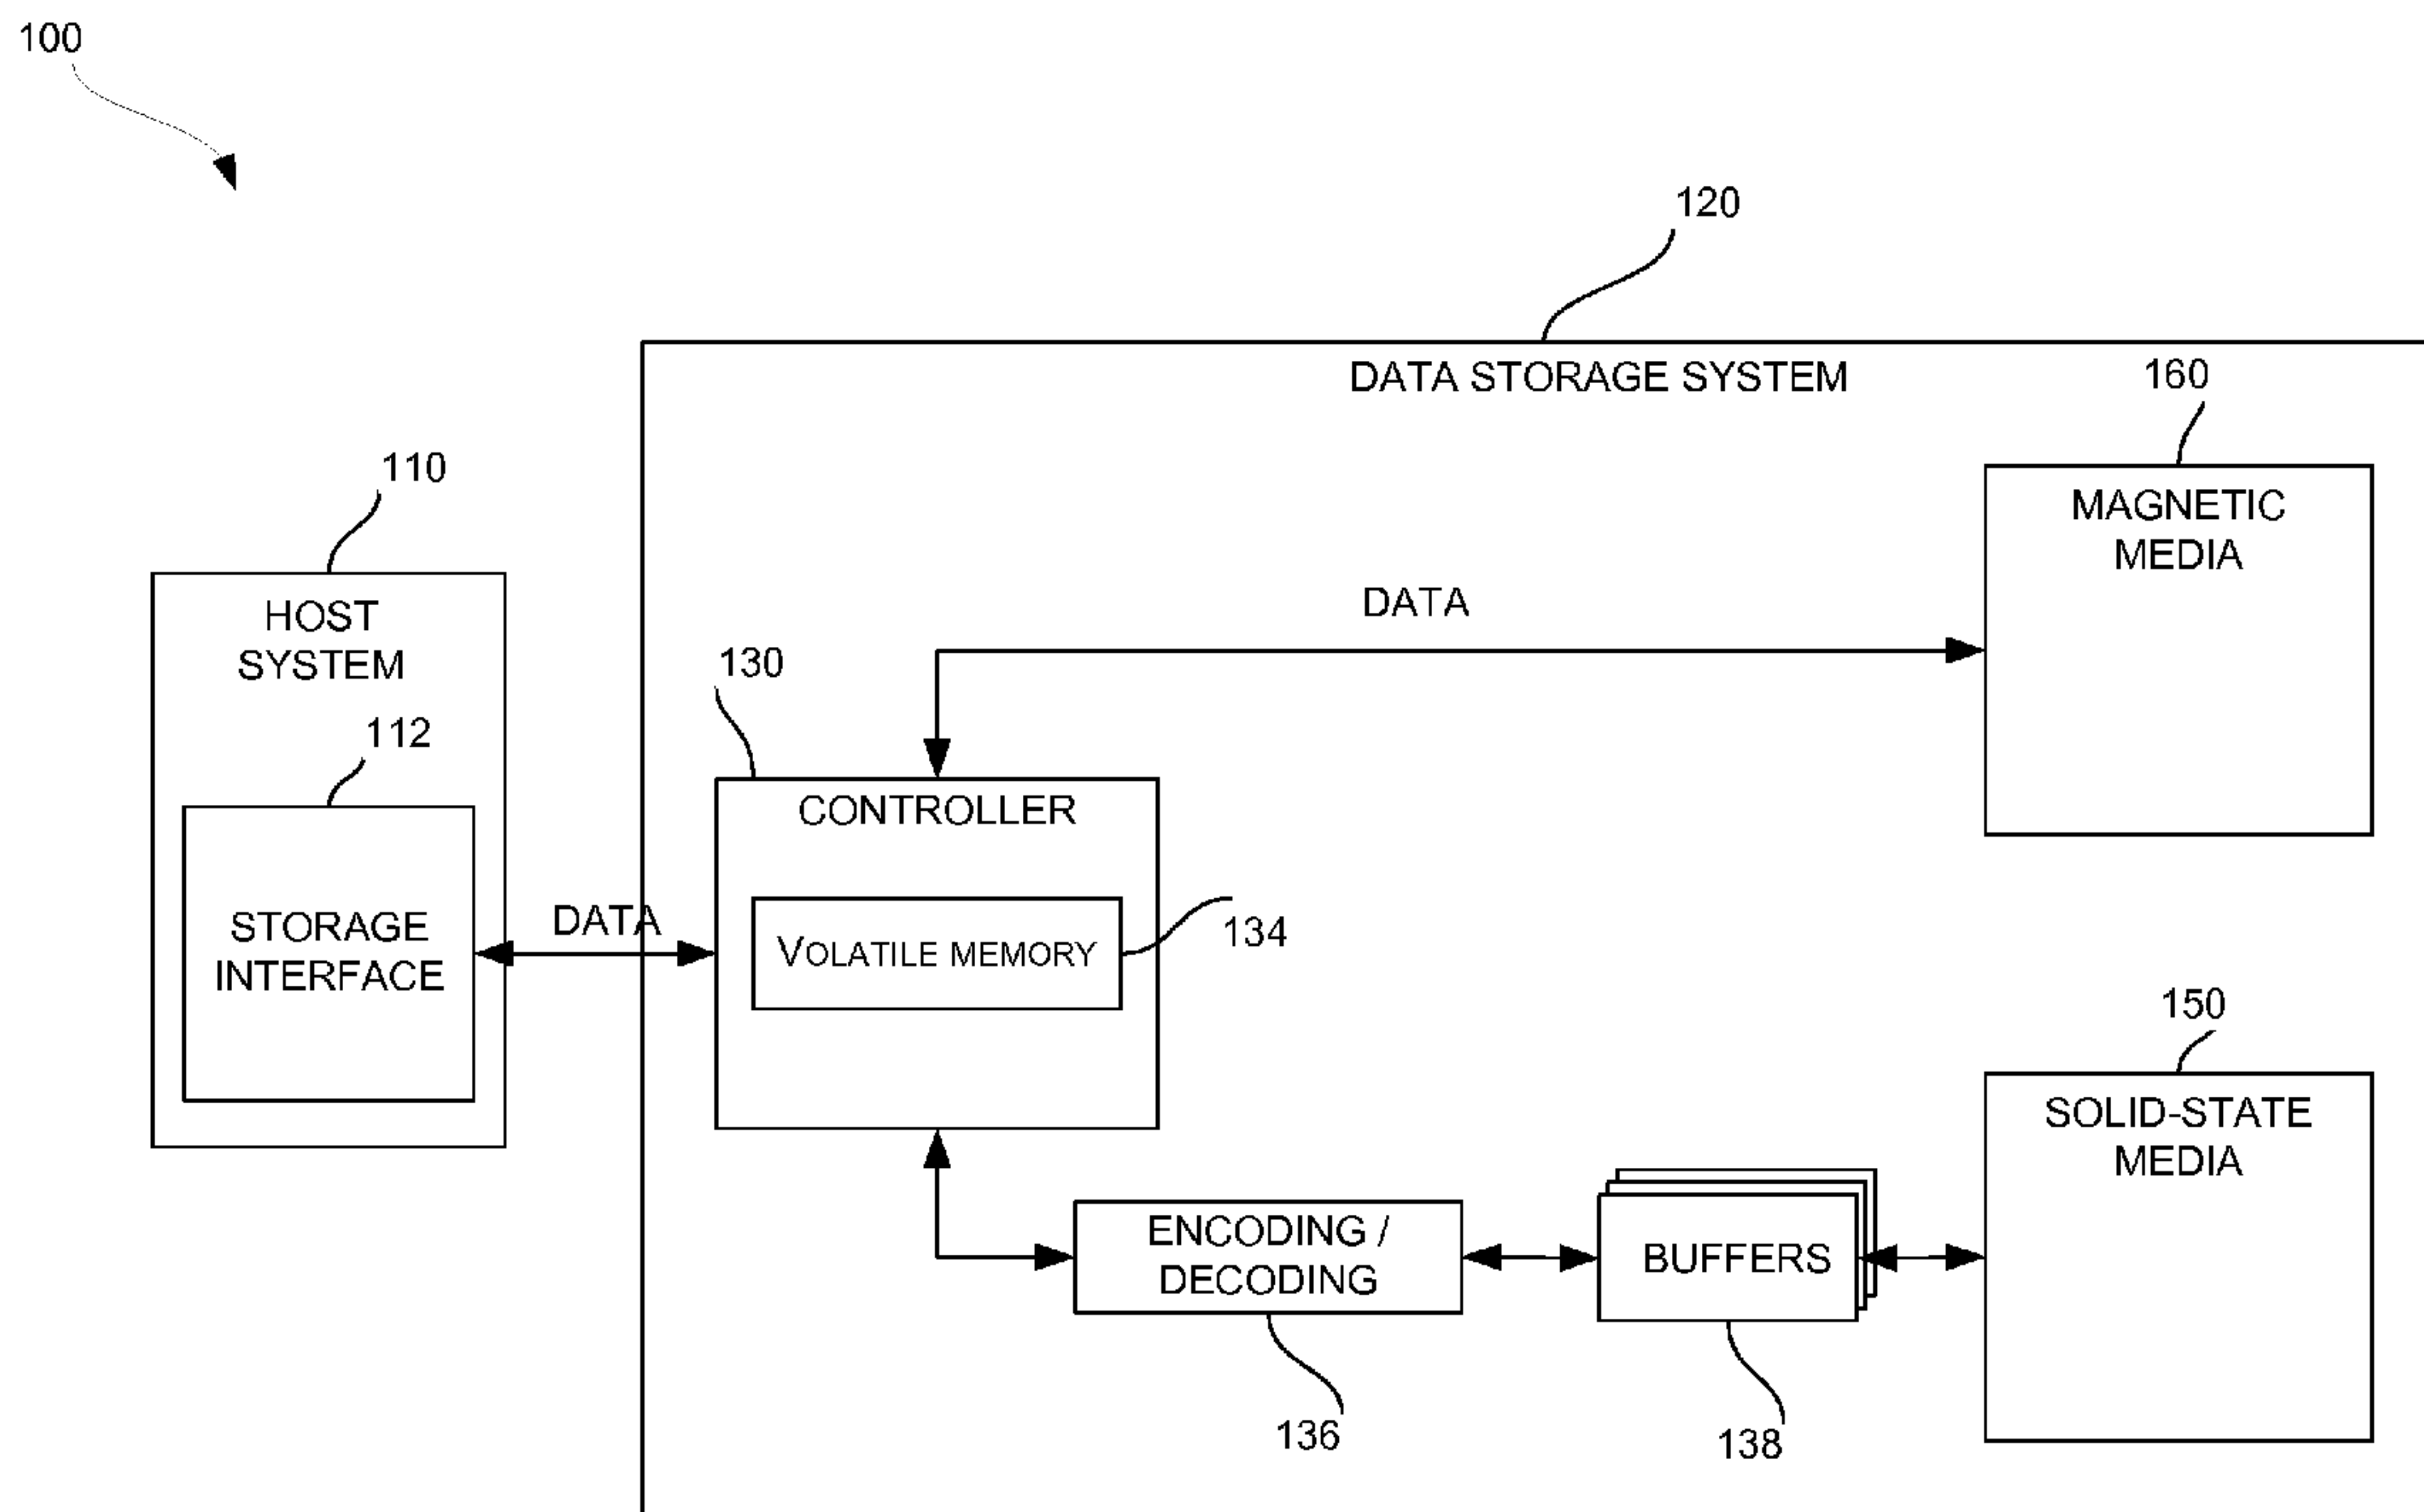 100
120
DATA STORAGE SYSTEM
160
MAGNETIC
MEDIA
110
HOST
SYSTEM
DATA
130
112
CONTROLLER
STORAGE
INTERFACE
DATA
VOLATILE MEMORY
134
150
SOLID-STATE
MEDIA
ENCODING /
DECODING
BUFFERS
136
138